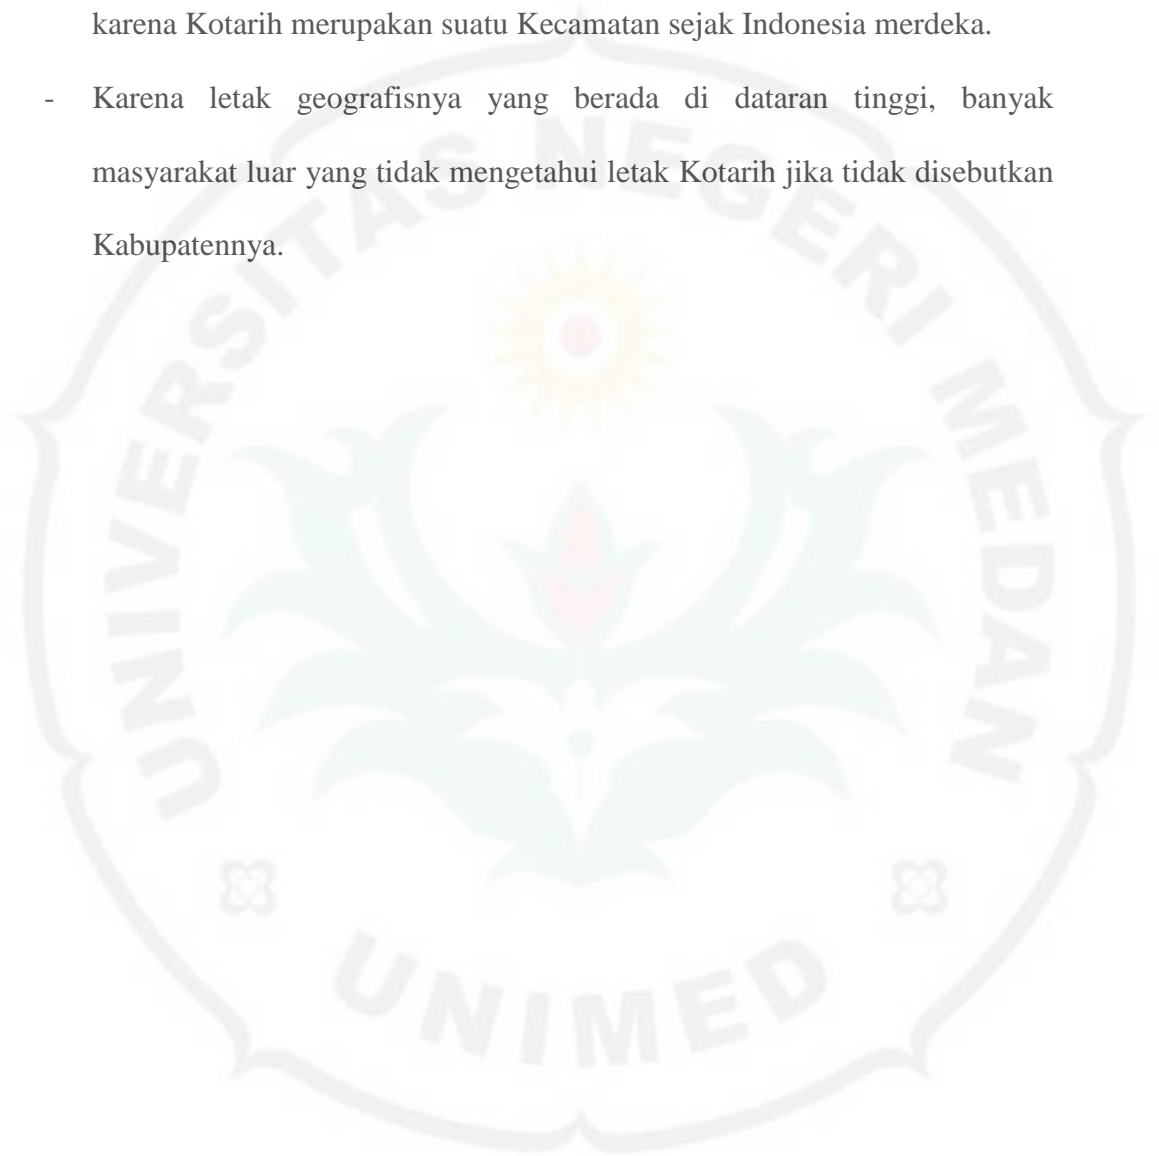 karena Kotarih merupakan suatu Kecamatan sejak Indonesia merdeka.
- Karena letak geografisnya yang berada di dataran tinggi, banyak
masyarakat luar yang tidak mengetahui letak Kotarih jika tidak disebutkan
Kabupatennya.
UNIVERSITAS NEGERI MEDAN
UNIMED